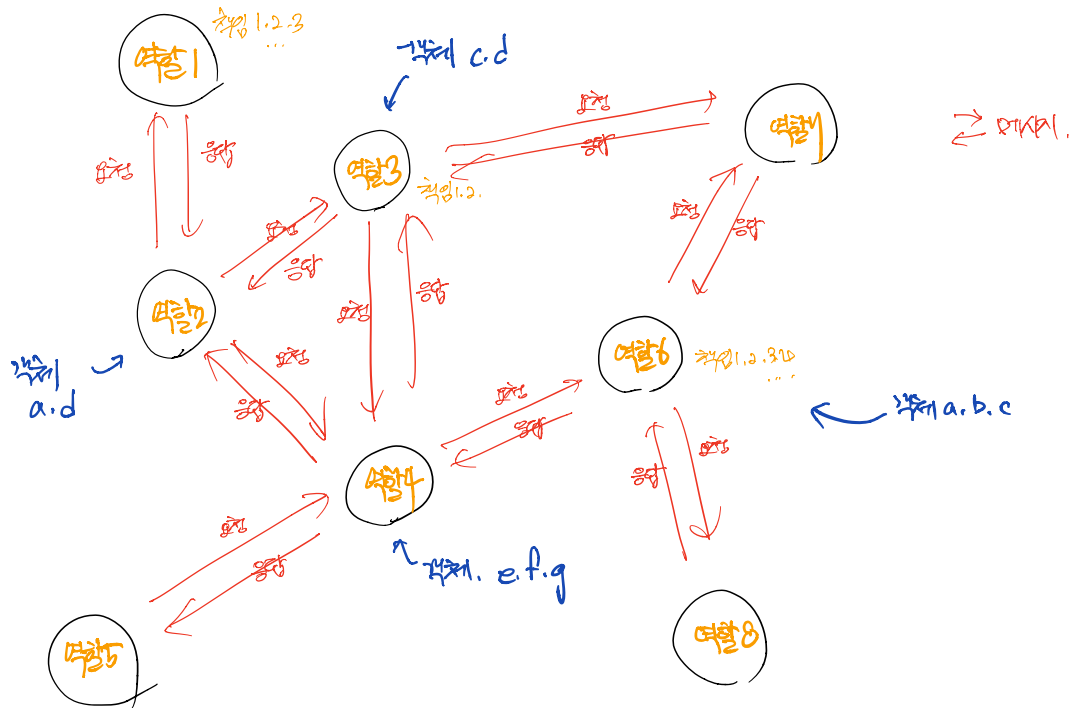 책임1.2.3
...
역할1
객체 c.d
요청
응답
요청
응답
역할7
메시지.
역할3
책임1.2.
요청
응답
요청
응답
역할2
요청
응답
요청
응답
객체
a.d
요청
응답
역할6
책임1.2.3
....
객체 a.b.c
요청
응답
역할4
요청
응답
요청
응답
객체. e.f.g
역할5
역할8